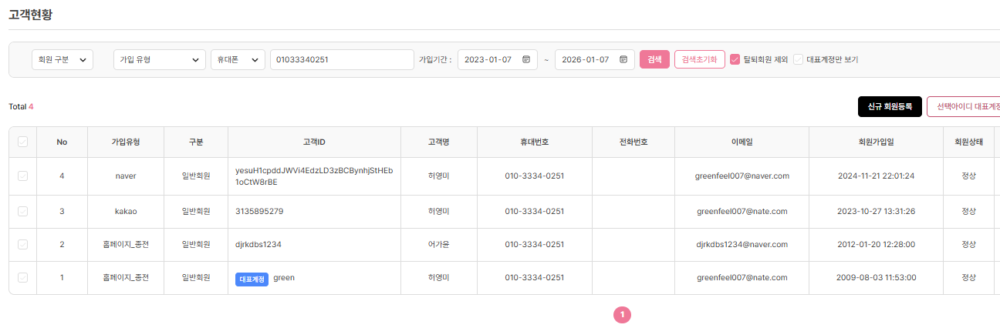 고객현황
회원 구분 가입 유형 휴대폰 01033340251 가입기간 : 2023-01-07 ~ 2026-01-07 검색 검색초기화 탈퇴회원 제외 대표계정만 보기
Total 4 신규 회원등록 선택아이디 대표계정
No 가입유형 구분 고객ID 고객명 휴대번호 전화번호 이메일 회원가입일 회원상태
4 naver 일반회원 yesuH1cpddJWVi4EdzLD3zBCBynhjStHEb 허영미 010-3334-0251 greenfeel007@naver.com 2024-11-21 22:01:24 정상
1oCtW8rBE
3 kakao 일반회원 3135895279 허영미 010-3334-0251 greenfeel007@nate.com 2023-10-27 13:31:26 정상
2 홈페이지_종전 일반회원 djrkdbs1234 어가윤 010-3334-0251 djrkdbs1234@naver.com 2012-01-20 12:28:00 정상
1 홈페이지_종전 일반회원 대표계정 green 허영미 010-3334-0251 greenfeel007@nate.com 2009-08-03 11:53:00 정상
1